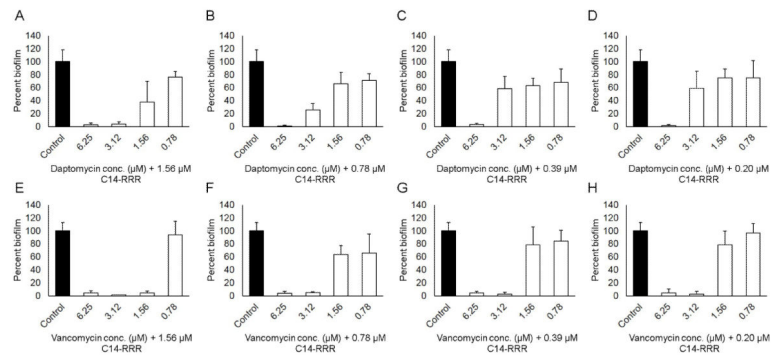 A
B
C
D
Percent biofilm
140
120
100
80
60
40
20
0
Control
6.25
3.12
1.56
0.78
Daptomycin conc. (µM) + 1.56 µM
C14-RRR
Percent biofilm
140
120
100
80
60
40
20
0
Control
6.25
3.12
1.56
0.78
Daptomycin conc. (µM) + 0.78 µM
C14-RRR
Percent biofilm
140
120
100
80
60
40
20
0
Control
6.25
3.12
1.56
0.78
Daptomycin conc. (µM) + 0.39 µM
C14-RRR
Percent biofilm
140
120
100
80
60
40
20
0
Control
6.25
3.12
1.56
0.78
Daptomycin conc. (µM) + 0.20 µM
C14-RRR
E
F
G
H
Percent biofilm
140
120
100
80
60
40
20
0
Control
6.25
3.12
1.56
0.78
Vancomycin conc. (µM) + 1.56 µM
C14-RRR
Percent biofilm
140
120
100
80
60
40
20
0
Control
6.25
3.12
1.56
0.78
Vancomycin conc. (µM) + 0.78 µM
C14-RRR
Percent biofilm
140
120
100
80
60
40
20
0
Control
6.25
3.12
1.56
0.78
Vancomycin conc. (µM) + 0.39 µM
C14-RRR
Percent biofilm
140
120
100
80
60
40
20
0
Control
6.25
3.12
1.56
0.78
Vancomycin conc. (µM) + 0.20 µM
C14-RRR